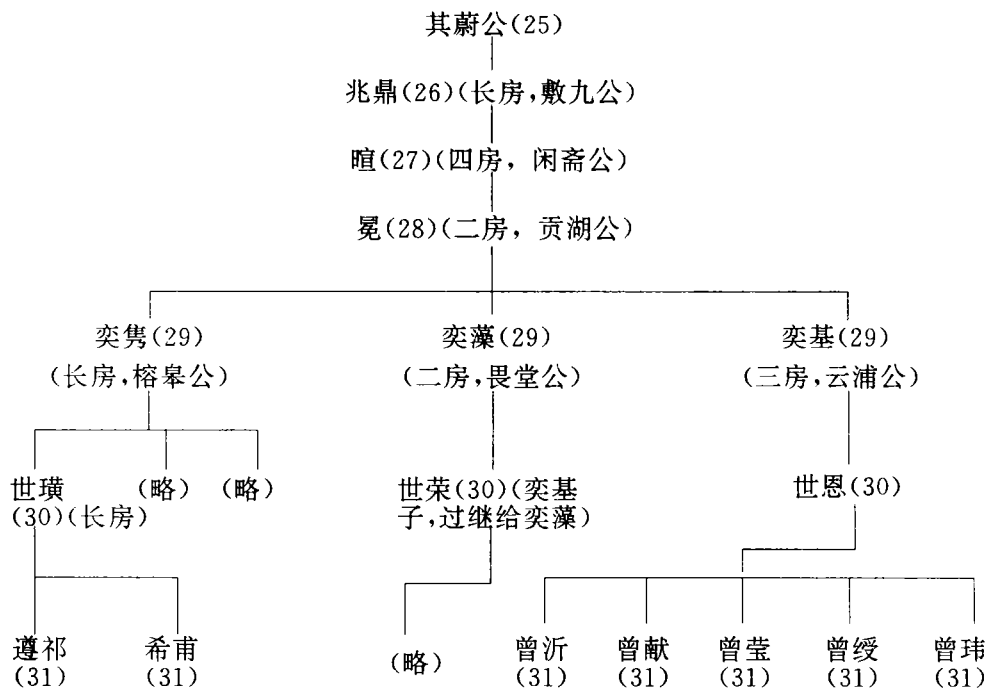 其蔚公(25)
兆鼎(26)(长房,敷九公)
暄(27)(四房，闲斋公)
冕(28)(二房，贡湖公)
奕隽(29)
(长房,榕皋公)
奕藻(29)
(二房,畏堂公)
奕基(29)
(三房,云浦公)
世璜
(30)(长房)
(略)
(略)
世荣(30)(奕基
子,过继给奕藻)
世恩(30)
遵祁
(31)
希甫
(31)
(略)
曾沂
(31)
曾献
(31)
曾莹
(31)
曾绶
(31)
曾玮
(31)